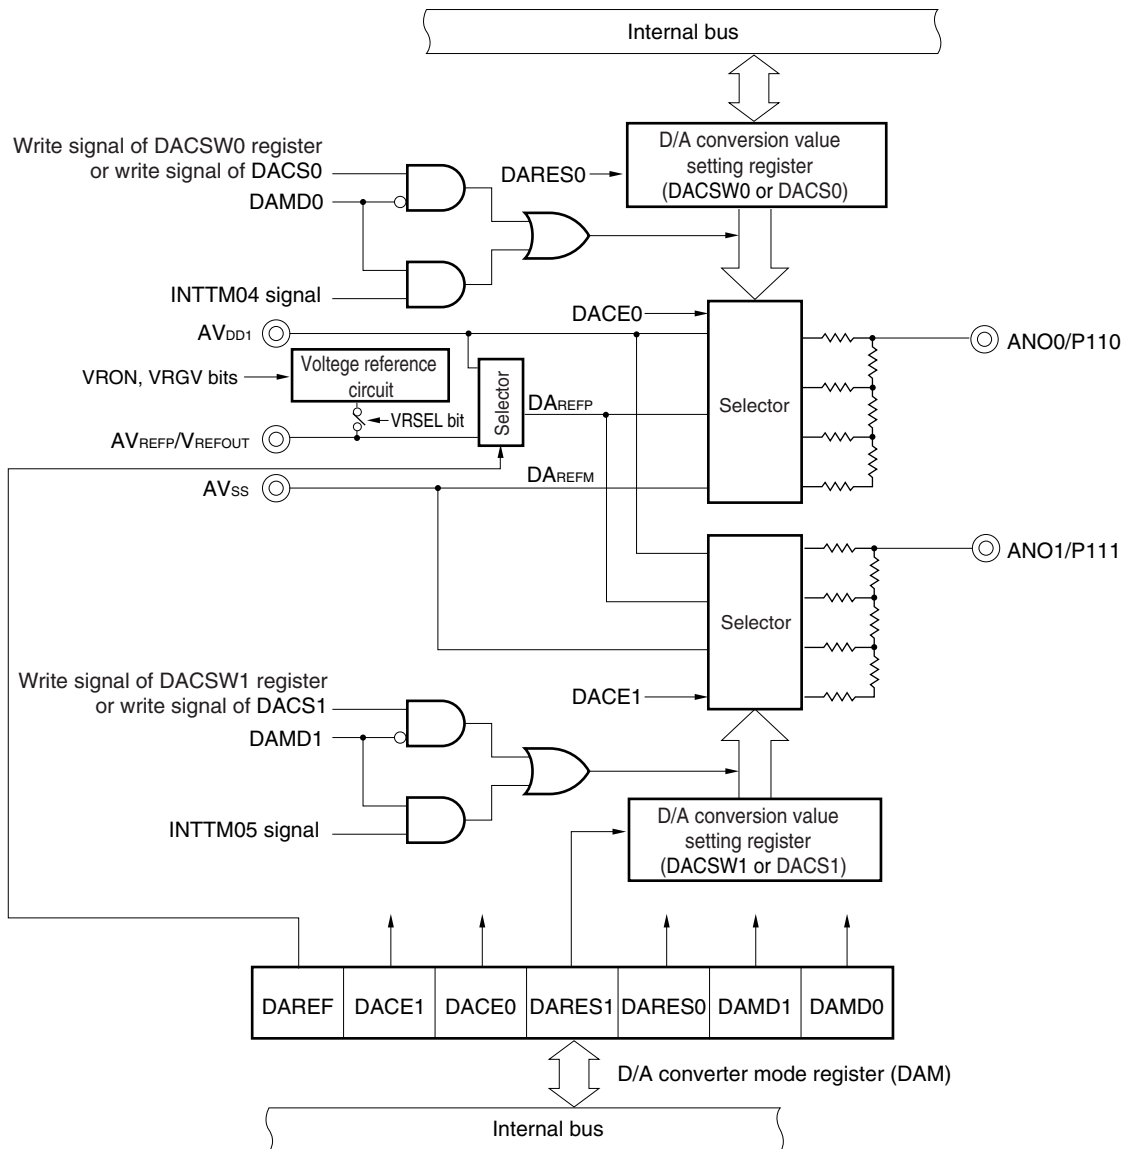 Internal bus
Write signal of DACSW0 register
or write signal of DACS0
DAMD0
INTTM04 signal
DARES0
D/A conversion value
setting register
(DACSW0 or DACS0)
DACE0
AVDD1
VRON, VRGV bits
Voltege reference
circuit
VRSEL bit
AVREFP/VREFOUT
Selector
DAREFP
DAREFM
AVSS
Selector
ANO0/P110
Selector
ANO1/P111
DACE1
Write signal of DACSW1 register
or write signal of DACS1
DAMD1
INTTM05 signal
D/A conversion value
setting register
(DACSW1 or DACS1)
DAREF DACE1 DACE0 DARES1 DARES0 DAMD1 DAMD0
D/A converter mode register (DAM)
Internal bus